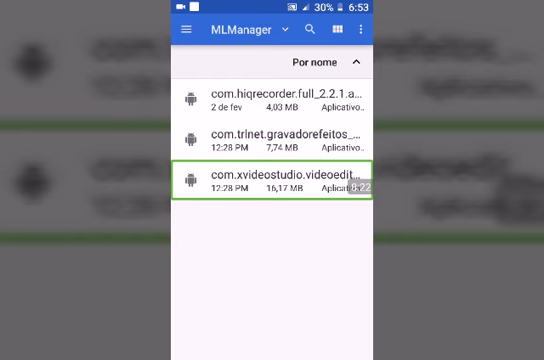 30% 6:53
MLManager
Por nome
com.hiqrecorder.full_2.2.1.a...
2 de fev 4,03 MB Aplicativo..
com.trlnet.gravadorefeitos_...
12:28 PM 7,74 MB Aplicativo..
com.xvideostudio.videoedit...
12:28 PM 16,17 MB Aplicat
8:22